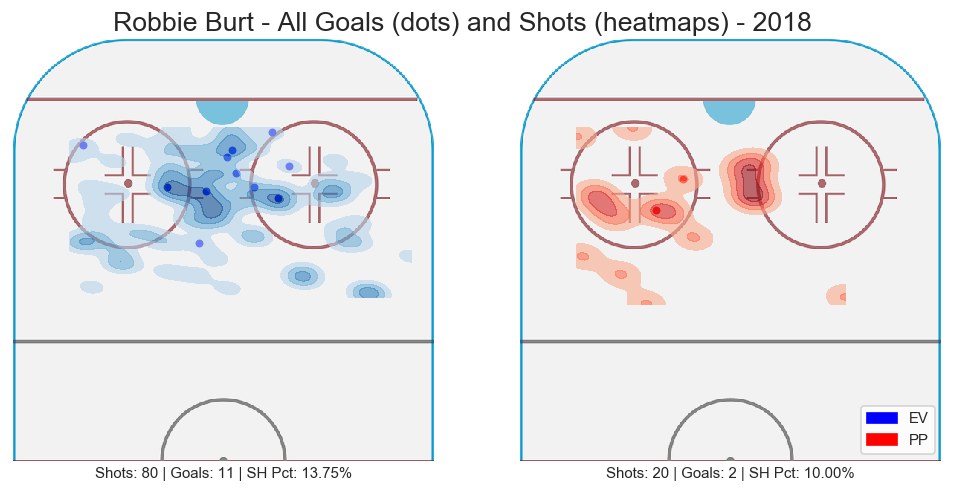 Robbie Burt - All Goals (dots) and Shots (heatmaps) - 2018
EV
PP
Shots: 80 | Goals: 11 | SH Pct: 13.75%
Shots: 20 | Goals: 2 | SH Pct: 10.00%